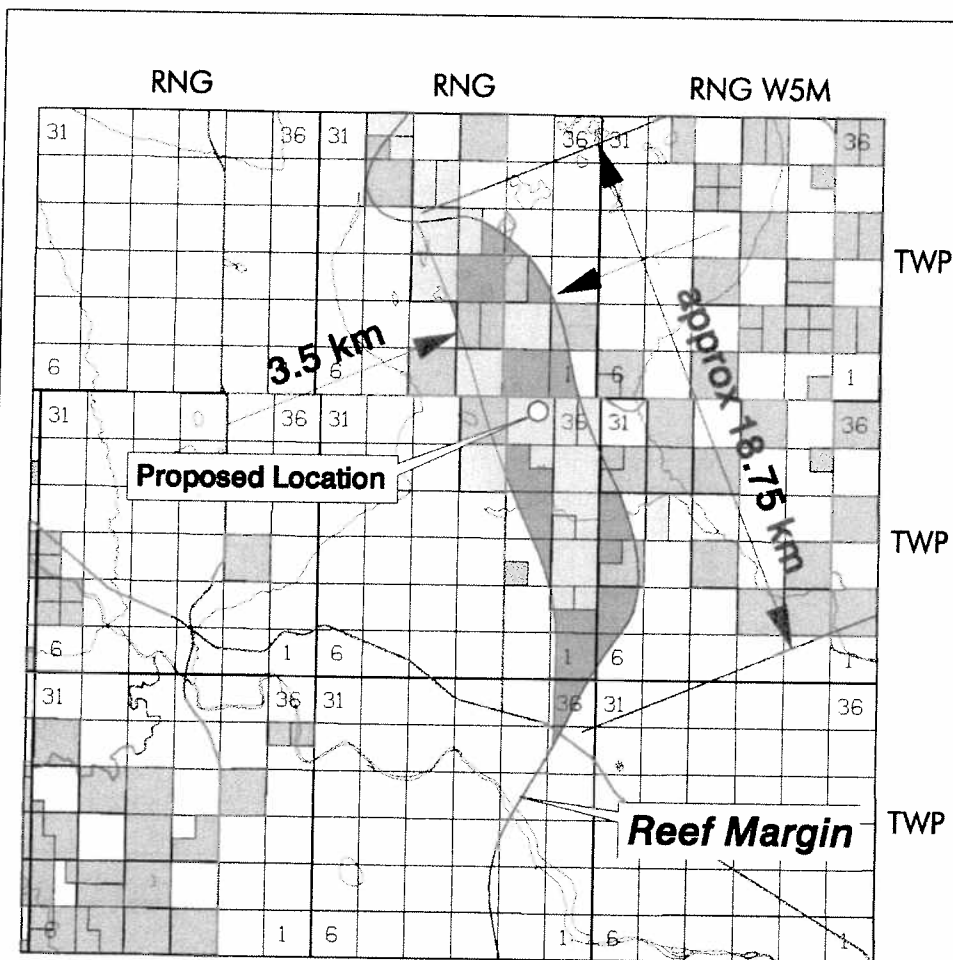 RNG RNG RNG W5M
31 36 31 36 31 36
TWP
approx 18.75 km
3.5 km
6 6 1 6 1
31 36 31 36 31 36
Proposed Location
TWP
6 1 6 1 6 1
31 36 31 36 31 36
Reef Margin
TWP
1 6 1 6 1